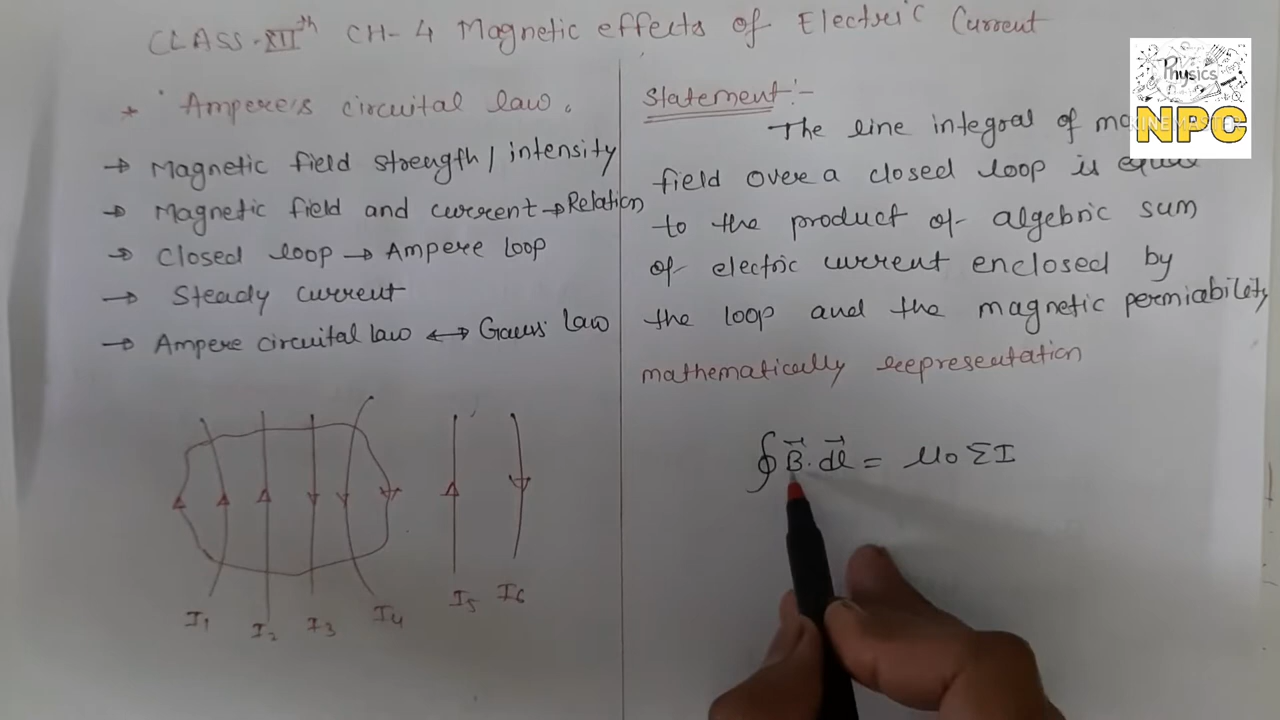 CLASS-XIIth CH-4 Magnetic effects of Electric Current
* Ampere's circuital law.
→ Magnetic field strength / intensity
→ Magnetic field and current → Relation
→ Closed loop → Ampere loop
→ Steady current
→ Ampere circuital law ↔ Gauss law
I1 I2 I3 I4 I5 I6
Statement:-
The line integral of
field over a closed loop is equal
to the product of algebric sum
of electric current enclosed by
the loop and the magnetic permiability
mathematically representation
∮B⃗.dl⃗ = μ0 ΣI
Physics
NPC